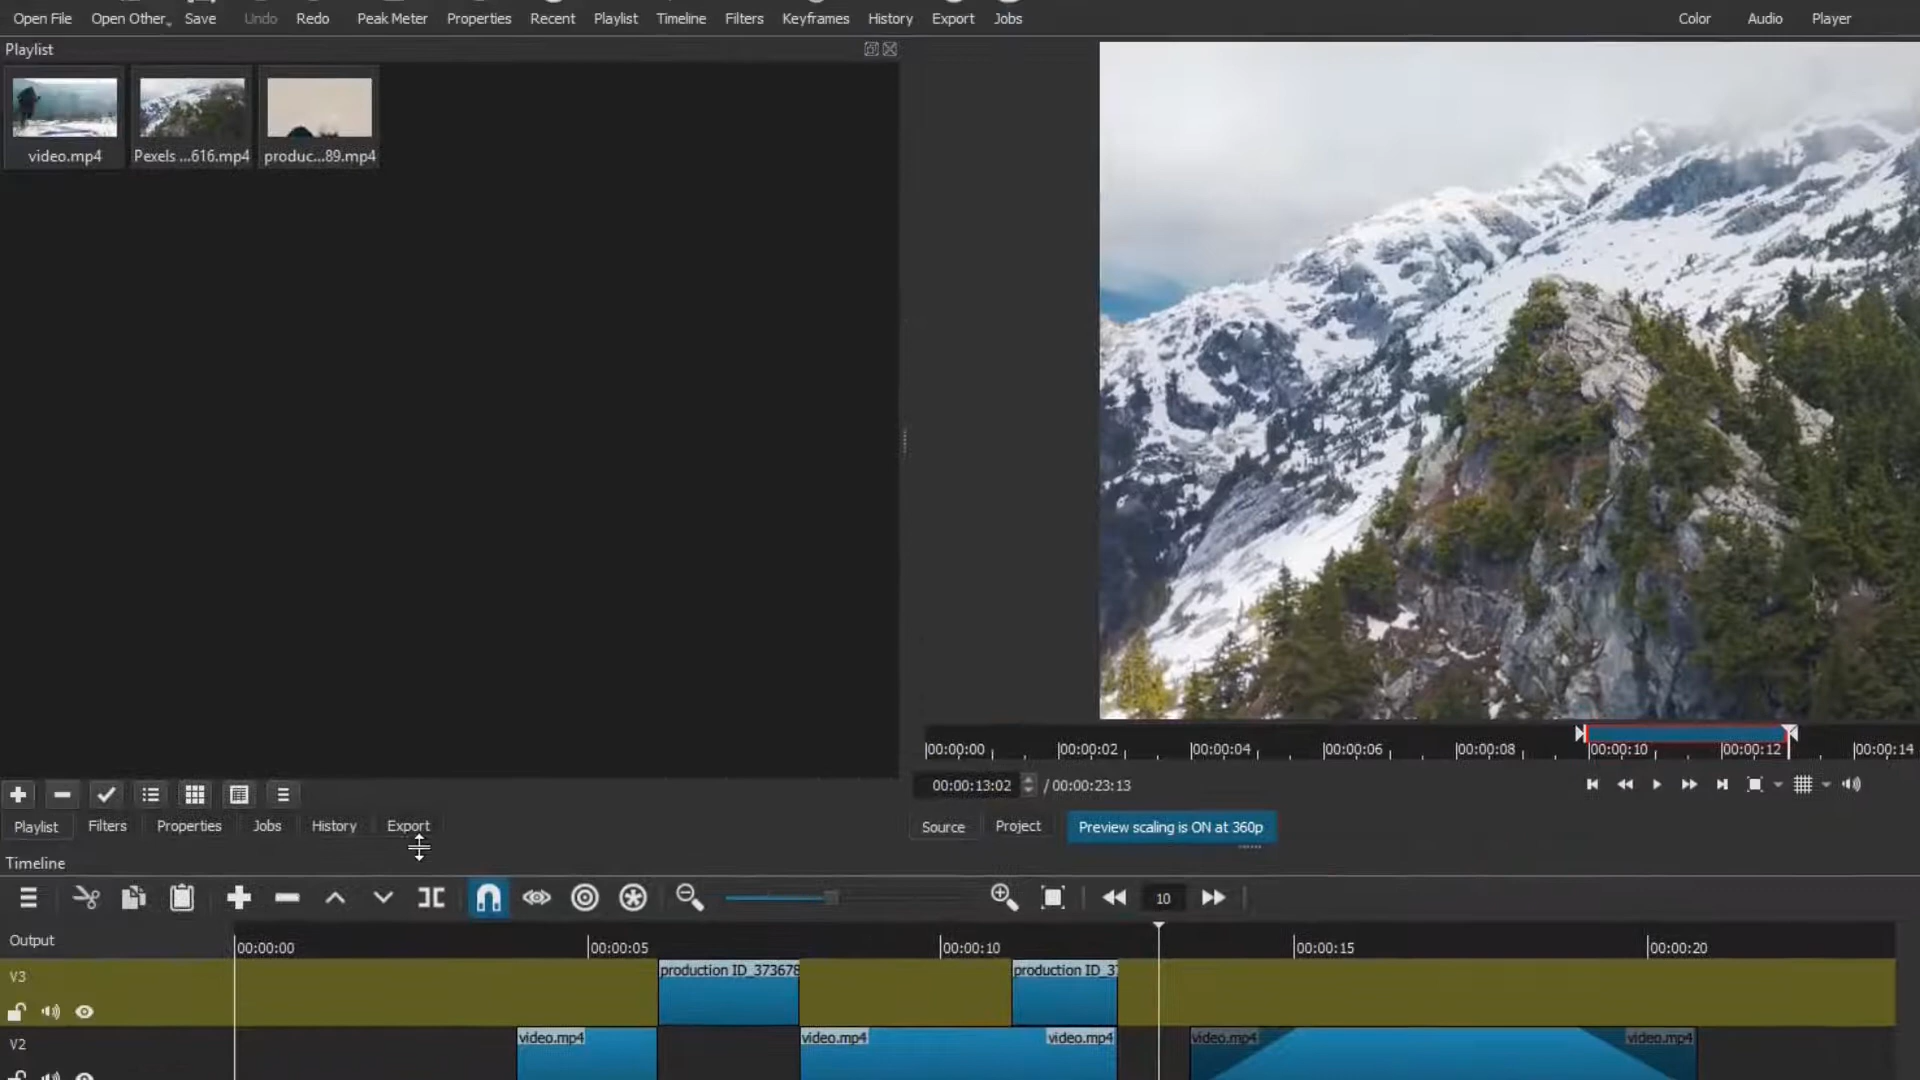 Open File Open Other Save Undo Redo Peak Meter Properties Recent Playlist Timeline Filters Keyframes History Export Jobs Color Audio Player
Playlist
video.mp4 Pexels ...616.mp4 produc...89.mp4
00:00:00 00:00:02 00:00:04 00:00:06 00:00:08 00:00:10 00:00:12 00:00:14
00:00:13:02 / 00:00:23:13
Playlist Filters Properties Jobs History Export
Source Project Preview scaling is ON at 360p
Timeline
10
Output
00:00:00 00:00:05 00:00:10 00:00:15 00:00:20
V3 production ID_373678 production ID_3
V2 video.mp4 video.mp4 video.mp4 video.mp4 video.mp4